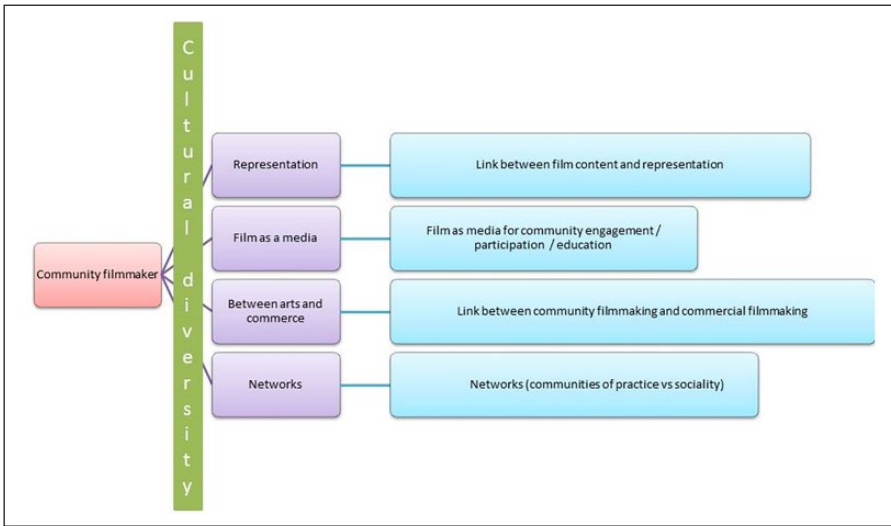 Cultural diversity
Community filmmaker
Representation
Link between film content and representation
Film as a media
Film as media for community engagement /
participation / education
Between arts and
commerce
Link between community filmmaking and commercial filmmaking
Networks
Networks (communities of practice vs sociality)